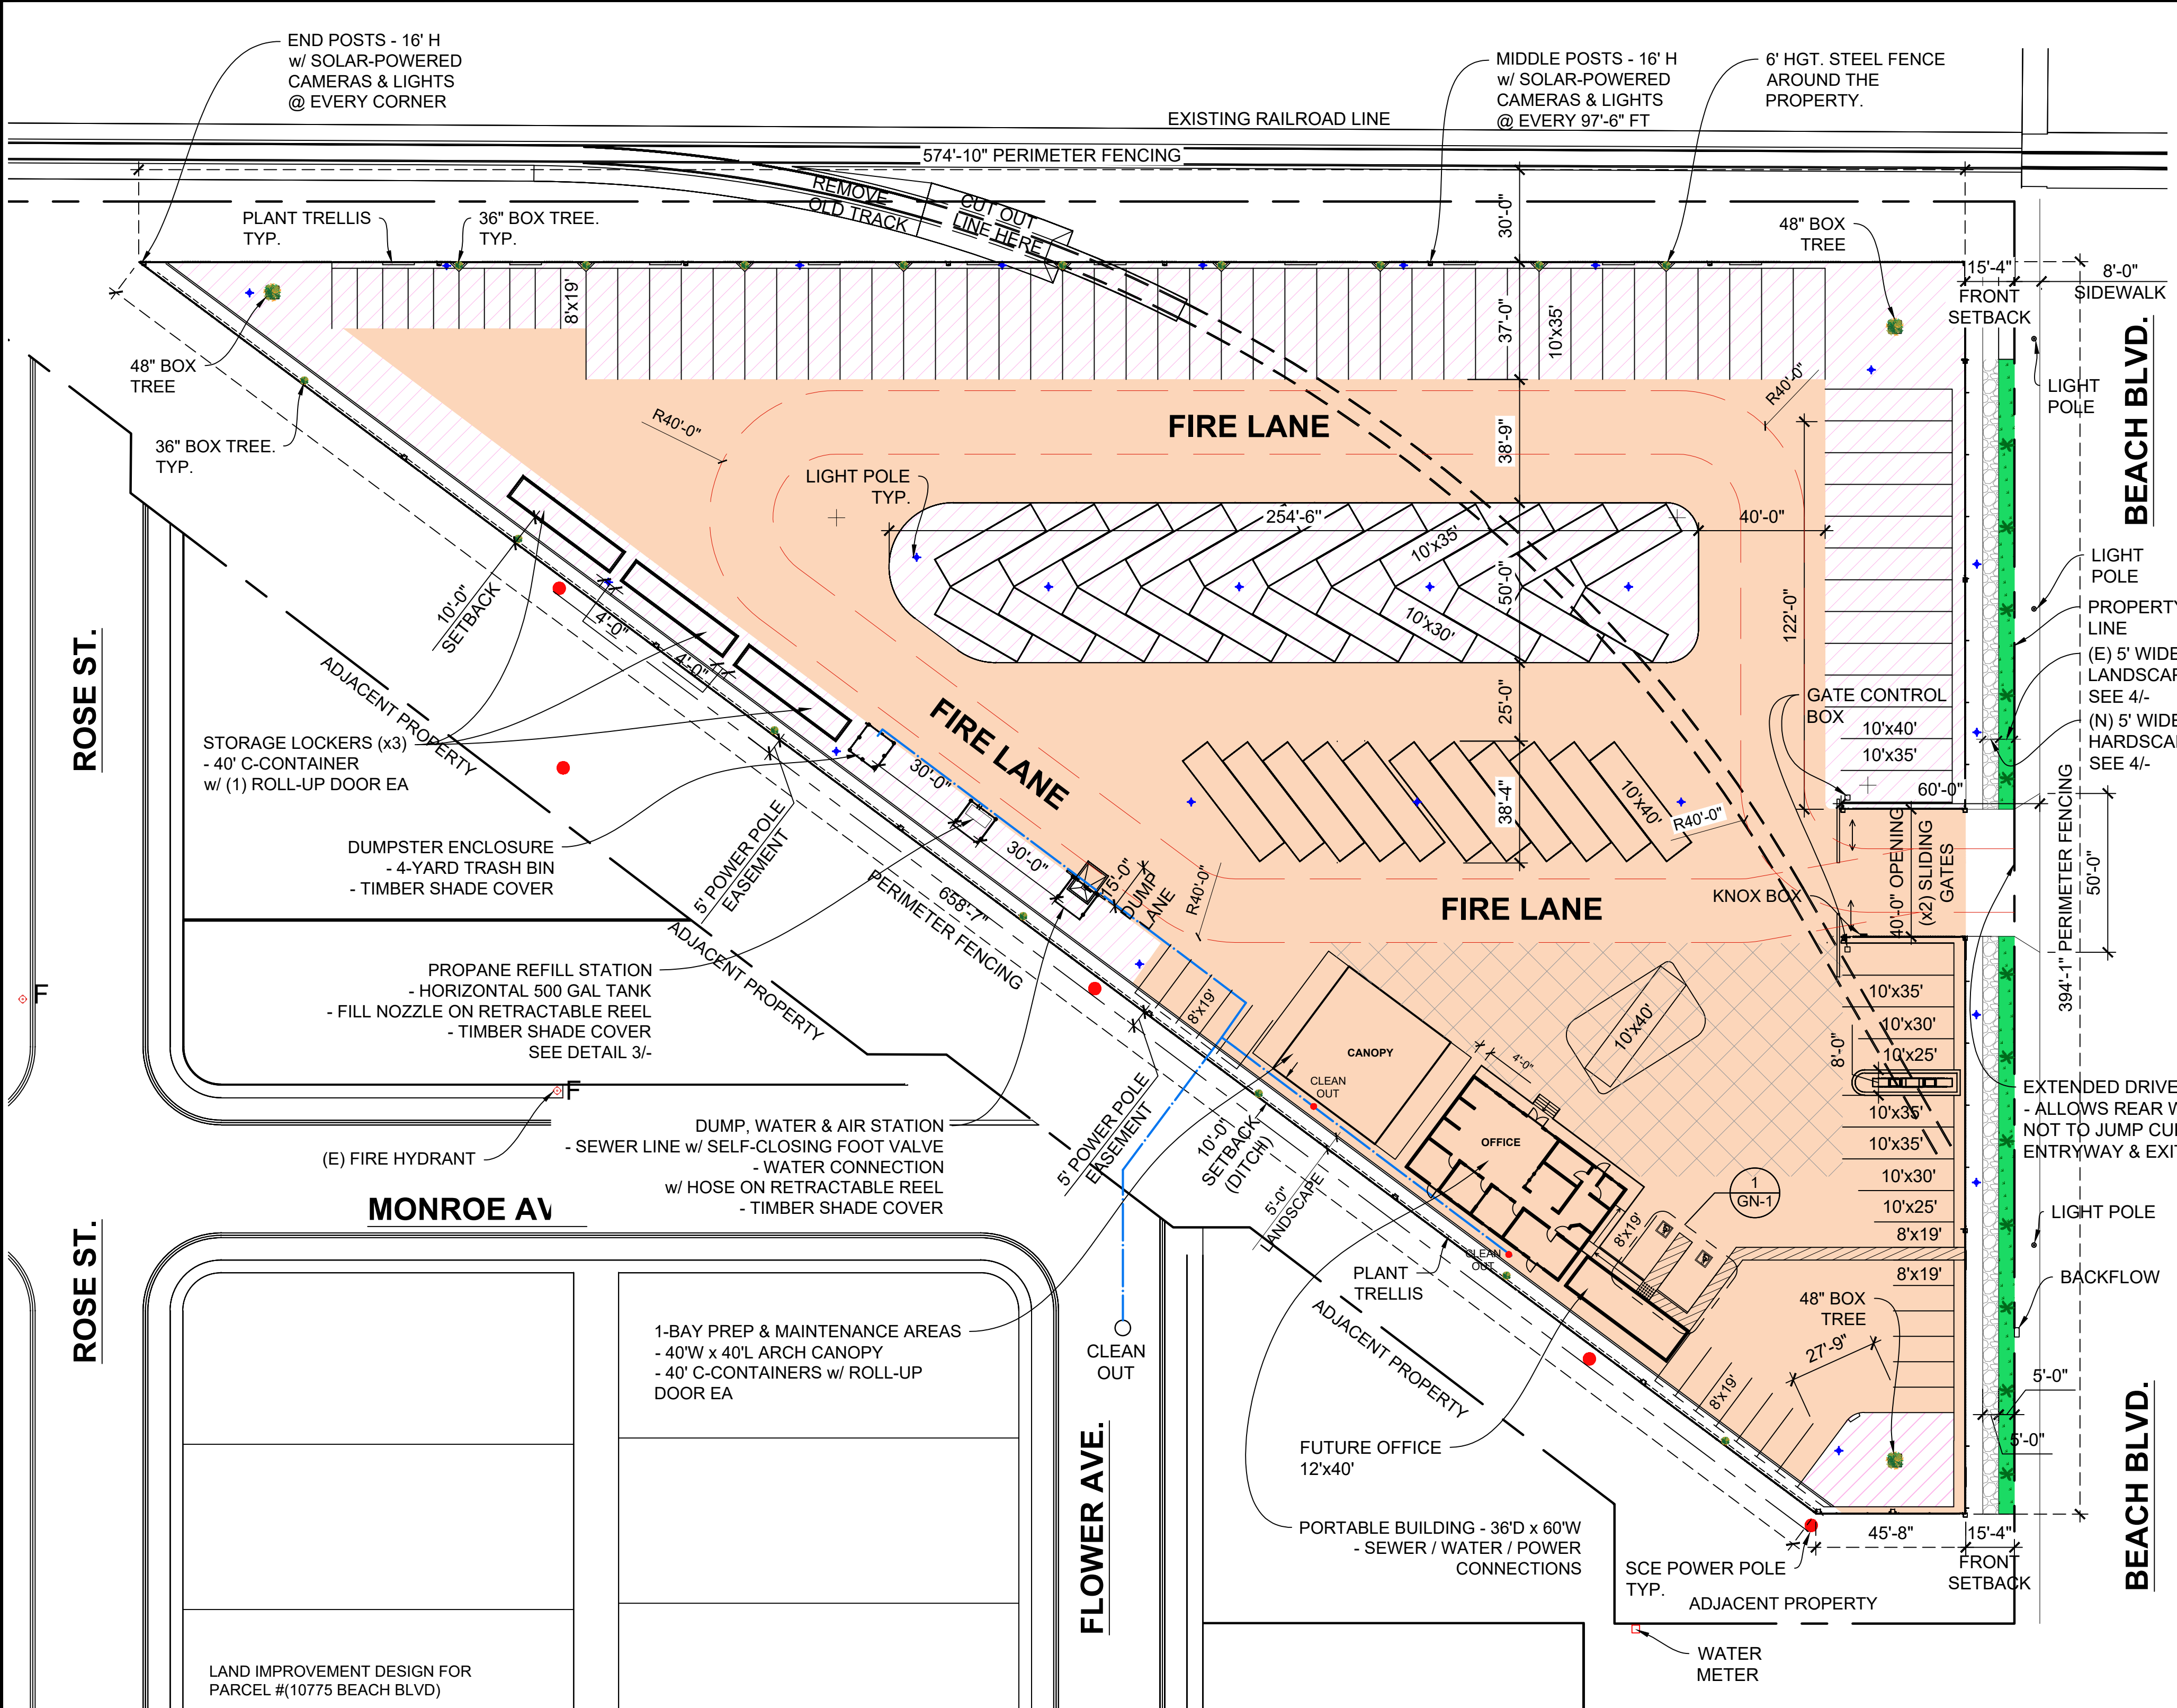 END POSTS - 16' H
w/ SOLAR-POWERED
CAMERAS & LIGHTS
@ EVERY CORNER
MIDDLE POSTS - 16' H
w/ SOLAR-POWERED
CAMERAS & LIGHTS
@ EVERY 97'-6" FT
6' HGT. STEEL FENCE
AROUND THE
PROPERTY.
EXISTING RAILROAD LINE
574'-10" PERIMETER FENCING
REMOVE
OLD TRACK
CUT OUT
LINE HERE
30'-0"
PLANT TRELLIS
TYP.
36" BOX TREE.
TYP.
48" BOX
TREE
15'-4"
FRONT
SETBACK
8'-0"
SIDEWALK
8'x19'
37'-0"
10'x35'
BEACH BLVD.
48" BOX
TREE
LIGHT
POLE
R40'-0"
R40'-0"
FIRE LANE
38'-9"
36" BOX TREE.
TYP.
LIGHT POLE
TYP.
254'-6"
40'-0"
10'x35'
50'-0"
10'x30'
122'-0"
LIGHT
POLE
PROPERTY
LINE
10'-0"
SETBACK
4'-0"
4'-0"
(E) 5' WIDE
LANDSCAP
SEE 4/-
(N) 5' WIDE
HARDSCA
SEE 4/-
ROSE ST.
ADJACENT PROPERTY
25'-0"
GATE CONTROL
BOX
10'x40'
10'x35'
60'-0"
STORAGE LOCKERS (x3)
- 40' C-CONTAINER
w/ (1) ROLL-UP DOOR EA
FIRE LANE
30'-0"
38'-4"
10'x40'
R40'-0"
40'-0" OPENING
(x2) SLIDING
GATES
394'-1" PERIMETER FENCING
50'-0"
DUMPSTER ENCLOSURE
- 4-YARD TRASH BIN
- TIMBER SHADE COVER
5' POWER POLE
EASEMENT
30'-0"
15'-0"
DUMP
LANE
R40'-0"
658'-7"
PERIMETER FENCING
FIRE LANE
KNOX BOX
PROPANE REFILL STATION
- HORIZONTAL 500 GAL TANK
- FILL NOZZLE ON RETRACTABLE REEL
- TIMBER SHADE COVER
SEE DETAIL 3/-
ADJACENT PROPERTY
F
8'x19'
10'x40'
10'x35'
10'x30'
10'x25'
8'-0"
CANOPY
4'-0"
CLEAN
OUT
F
EXTENDED DRIVE
- ALLOWS REAR W
NOT TO JUMP CU
ENTRYWAY & EXIT
10'x35'
10'x35'
10'x30'
10'x25'
8'x19'
8'x19'
DUMP, WATER & AIR STATION
- SEWER LINE w/ SELF-CLOSING FOOT VALVE
- WATER CONNECTION
w/ HOSE ON RETRACTABLE REEL
- TIMBER SHADE COVER
5' POWER POLE
EASEMENT
10'-0"
SETBACK
(DITCH)
5'-0"
LANDSCAPE
OFFICE
1
GN-1
(E) FIRE HYDRANT
MONROE AV
ROSE ST.
8'x19'
CLEAN
OUT
LIGHT POLE
PLANT
TRELLIS
BACKFLOW
48" BOX
TREE
27'-9"
1-BAY PREP & MAINTENANCE AREAS
- 40'W x 40'L ARCH CANOPY
- 40' C-CONTAINERS w/ ROLL-UP
DOOR EA
CLEAN
OUT
ADJACENT PROPERTY
8'x19'
5'-0"
5'-0"
FLOWER AVE.
FUTURE OFFICE
12'x40'
BEACH BLVD.
PORTABLE BUILDING - 36'D x 60'W
- SEWER / WATER / POWER
CONNECTIONS
45'-8"
15'-4"
FRONT
SETBACK
SCE POWER POLE
TYP.
ADJACENT PROPERTY
WATER
METER
LAND IMPROVEMENT DESIGN FOR
PARCEL #(10775 BEACH BLVD)